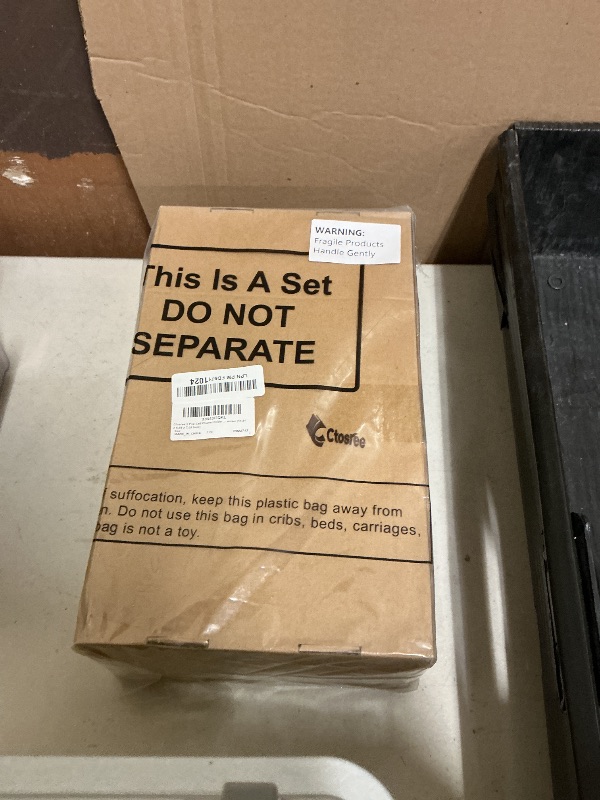 WARNING:
Fragile Products
Handle Gently
This Is A Set
DO NOT
SEPARATE
Ctosree
f suffocation, keep this plastic bag away from
n. Do not use this bag in cribs, beds, carriages,
bag is not a toy.